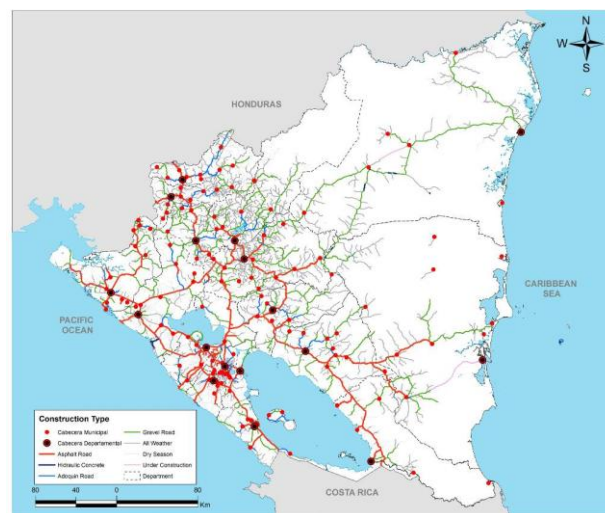 N
W
E
S
HONDURAS
CARIBBEAN
SEA
PACIFIC
OCEAN
COSTA RICA
Construction Type
Cabecera Municipal
Cabecera Departamental
Asphalt Road
Hidraulic Concrete
Adoquin Road
Gravel Road
All Weather
Dry Season
Under Construction
Department
80 40 0 80
Km